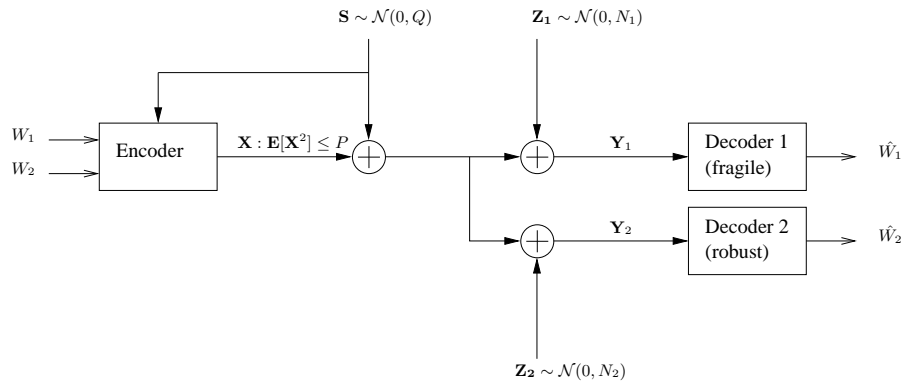 S ∼ 𝒩(0, Q)
Z₁ ∼ 𝒩(0, N₁)
W₁
W₂
Encoder
X : E[X²] ≤ P
Y₁
Decoder 1
(fragile)
Ŵ₁
Y₂
Decoder 2
(robust)
Ŵ₂
Z₂ ∼ 𝒩(0, N₂)